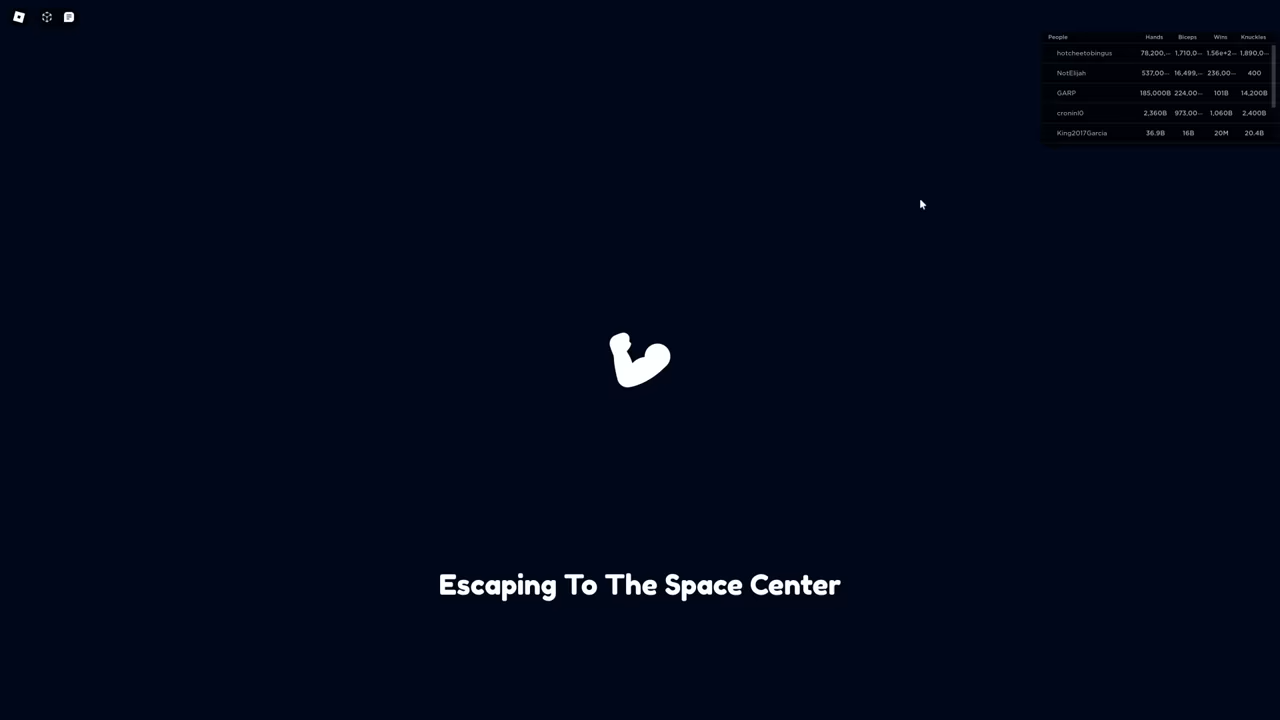 People Hands Biceps Wins Knuckles
hotcheetobingus 78,200,... 1,710,0... 1.56e+2... 1,890,0...
NotElijah 537,00... 16,499,... 236,00... 400
GARP 185,000B 224,00... 101B 14,200B
cronin10 2,360B 973,00... 1,060B 2,400B
King2017Garcia 36.9B 16B 20M 20.4B
Escaping To The Space Center